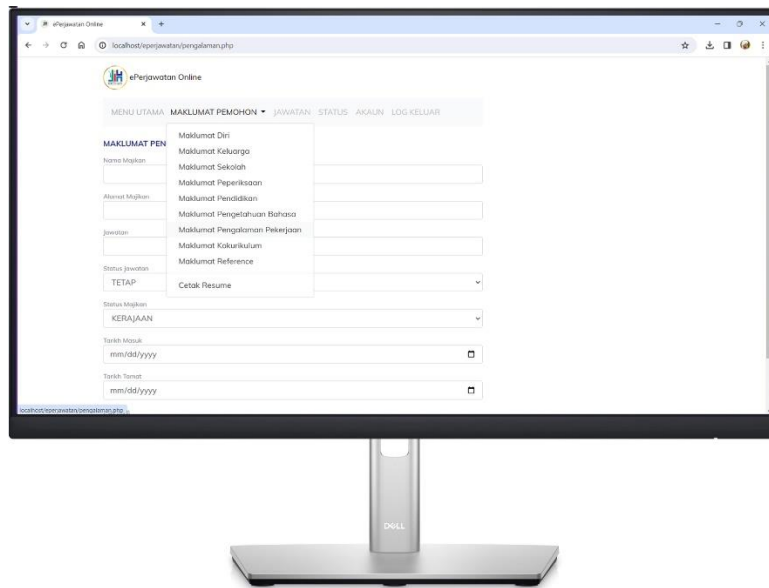 ePerjawatan Online
localhost/eperjawatan/pengalaman.php
ePerjawatan Online
MENU UTAMA MAKLUMAT PEMOHON JAWATAN STATUS AKAUN LOG KELUAR
MAKLUMAT PEN
Maklumat Diri
Maklumat Keluarga
Maklumat Sekolah
Maklumat Peperiksaan
Maklumat Pendidikan
Maklumat Pengetahuan Bahasa
Maklumat Pengalaman Pekerjaan
Maklumat Kokurikulum
Maklumat Reference
Cetak Resume
Nama Majikan
Alamat Majikan
Jawatan
Status Jawatan
TETAP
Status Majikan
KERAJAAN
Tarikh Masuk
mm/dd/yyyy
Tarikh Tamat
mm/dd/yyyy
localhost/eperjawatan/pengalaman.php
DELL